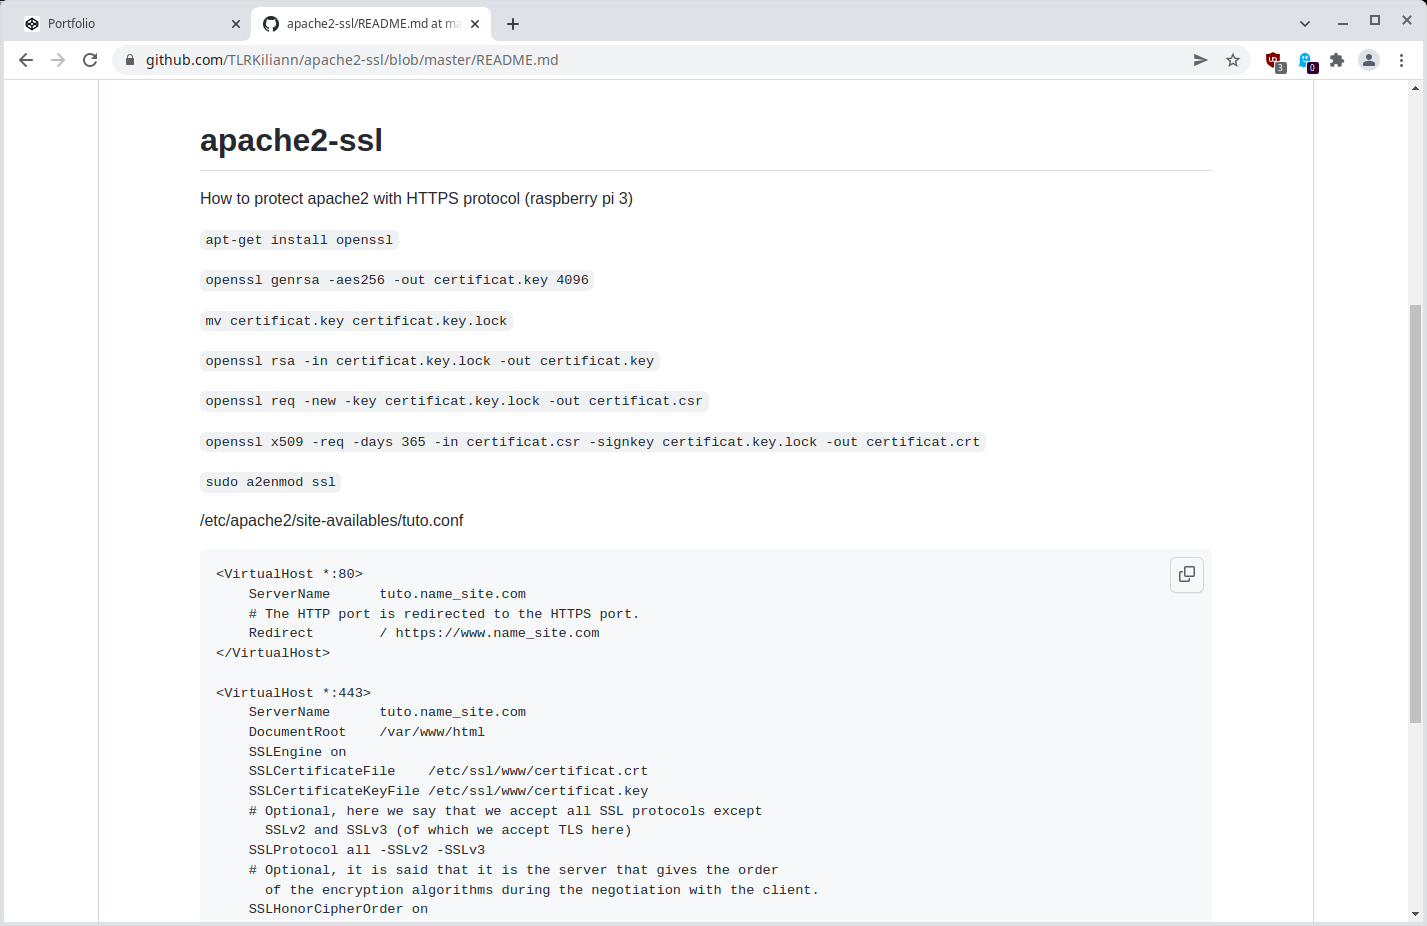 Portfolio
apache2-ssl/README.md at ma
github.com/TLRKiliann/apache2-ssl/blob/master/README.md
3
0
apache2-ssl
How to protect apache2 with HTTPS protocol (raspberry pi 3)
apt-get install openssl
openssl genrsa -aes256 -out certificat.key 4096
mv certificat.key certificat.key.lock
openssl rsa -in certificat.key.lock -out certificat.key
openssl req -new -key certificat.key.lock -out certificat.csr
openssl x509 -req -days 365 -in certificat.csr -signkey certificat.key.lock -out certificat.crt
sudo a2enmod ssl
/etc/apache2/site-availables/tuto.conf
<VirtualHost *:80>
ServerName tuto.name_site.com
# The HTTP port is redirected to the HTTPS port.
Redirect / https://www.name_site.com
</VirtualHost>
<VirtualHost *:443>
ServerName tuto.name_site.com
DocumentRoot /var/www/html
SSLEngine on
SSLCertificateFile /etc/ssl/www/certificat.crt
SSLCertificateKeyFile /etc/ssl/www/certificat.key
# Optional, here we say that we accept all SSL protocols except
SSLv2 and SSLv3 (of which we accept TLS here)
SSLProtocol all -SSLv2 -SSLv3
# Optional, it is said that it is the server that gives the order
of the encryption algorithms during the negotiation with the client.
SSLHonorCipherOrder on